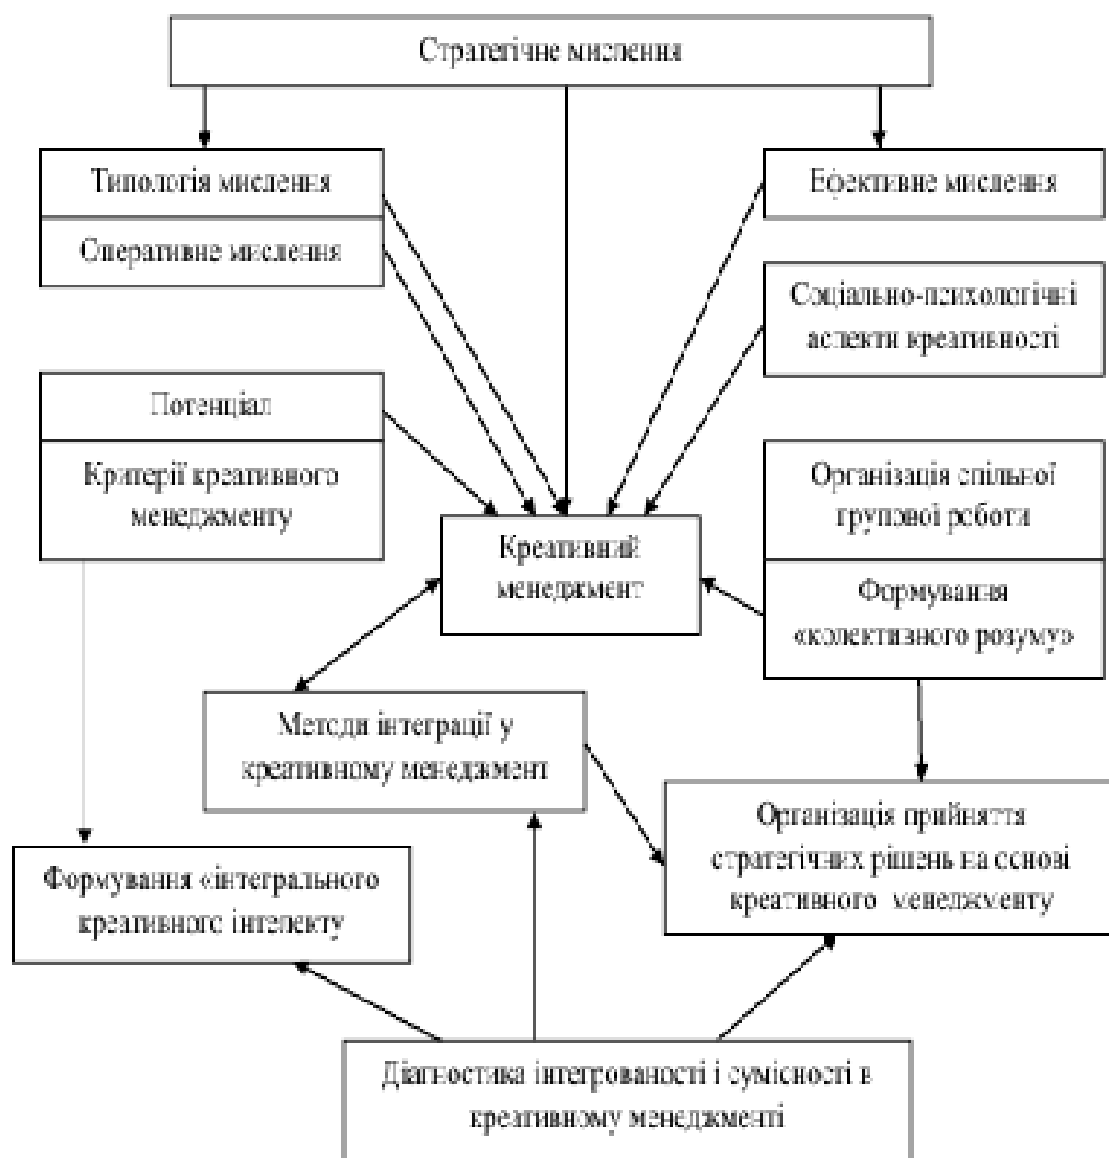 Стратегічне мислення
Типологія мислення
Оперативне мислення
Ефективне мислення
Соціально-психологічні
аспекти креативності
Потенціал
Критерії креативного
менеджменту
Організація спільної
групової роботи
Формування
«колективного розуму»
Креативний
менеджмент
Методи інтеграції у
креативному менеджмент
Організація прийняття
стратегічних рішень на основі
креативного менеджменту
Формування «інтегрального
креативного інтелекту
Діагностика інтегрованості і сумісності в
креативному менеджменті